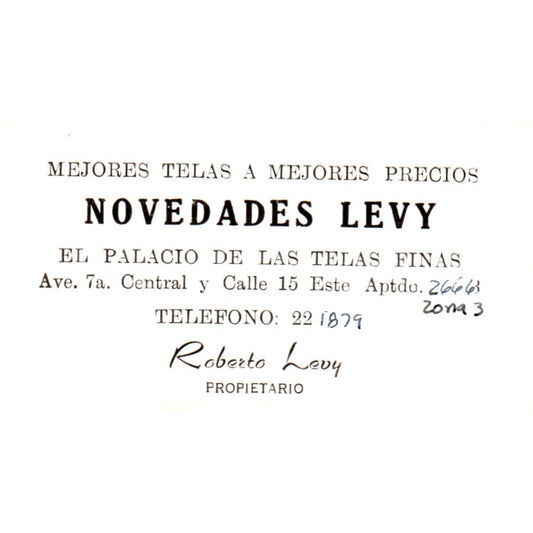 MEJORES TELAS A MEJORES PRECIOS
NOVEDADES LEVY
EL PALACIO DE LAS TELAS FINAS
Ave. 7a. Central y Calle 15 Este Aptdo. 2666
Zona 3
TELEFONO: 22 1879
Roberto Levy
PROPIETARIO